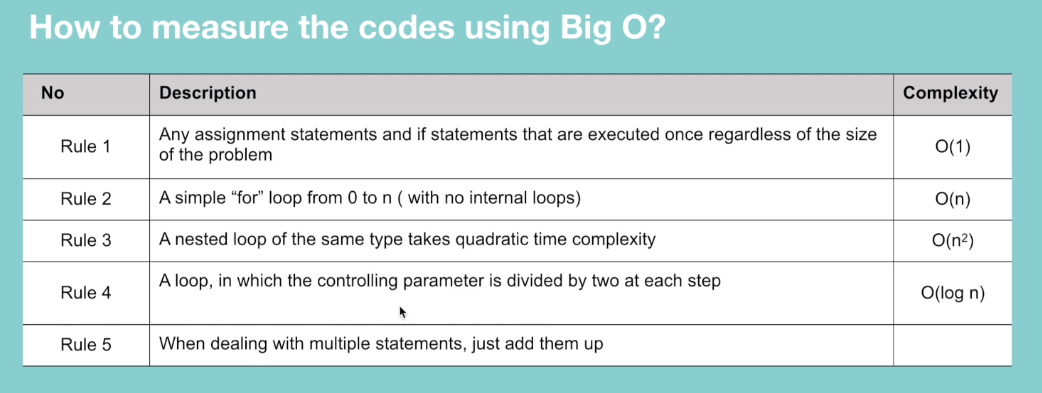 How to measure the codes using Big O?
No Description Complexity
Rule 1 Any assignment statements and if statements that are executed once regardless of the size
of the problem O(1)
Rule 2 A simple “for” loop from 0 to n ( with no internal loops) O(n)
Rule 3 A nested loop of the same type takes quadratic time complexity O(n²)
Rule 4 A loop, in which the controlling parameter is divided by two at each step O(log n)
Rule 5 When dealing with multiple statements, just add them up